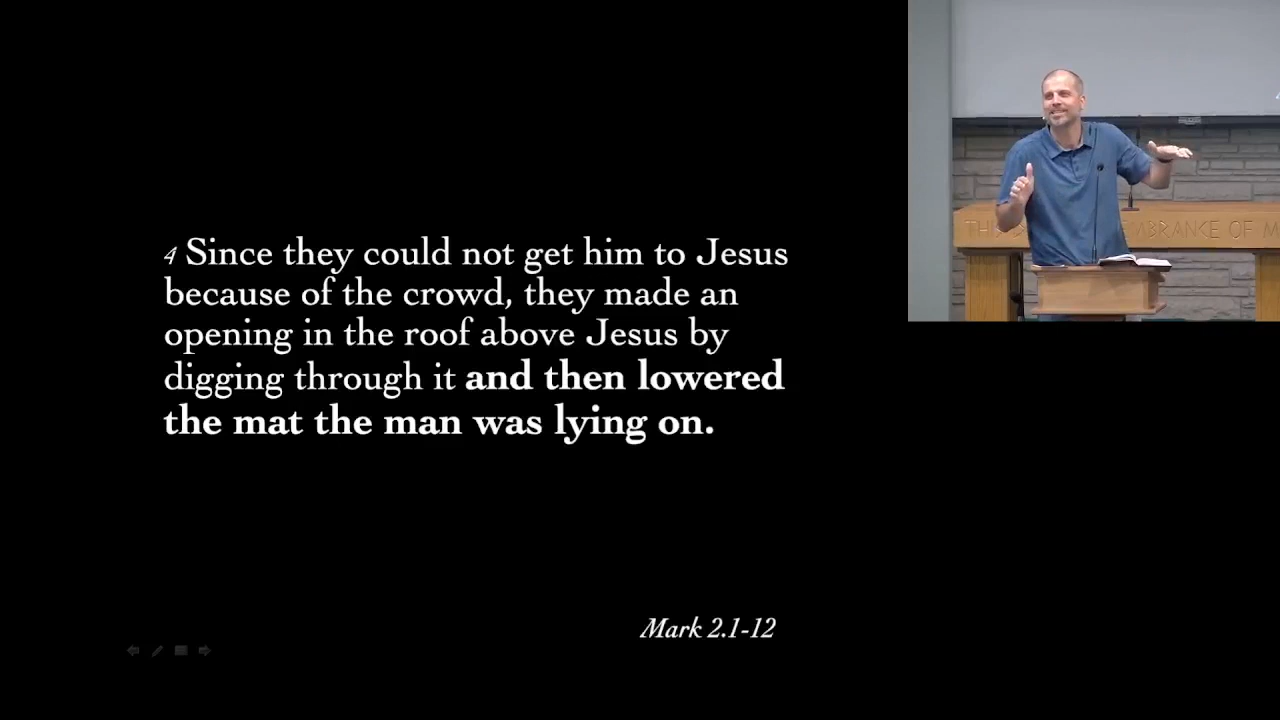 4 Since they could not get him to Jesus
because of the crowd, they made an
opening in the roof above Jesus by
digging through it and then lowered
the mat the man was lying on.
Mark 2.1-12
OF